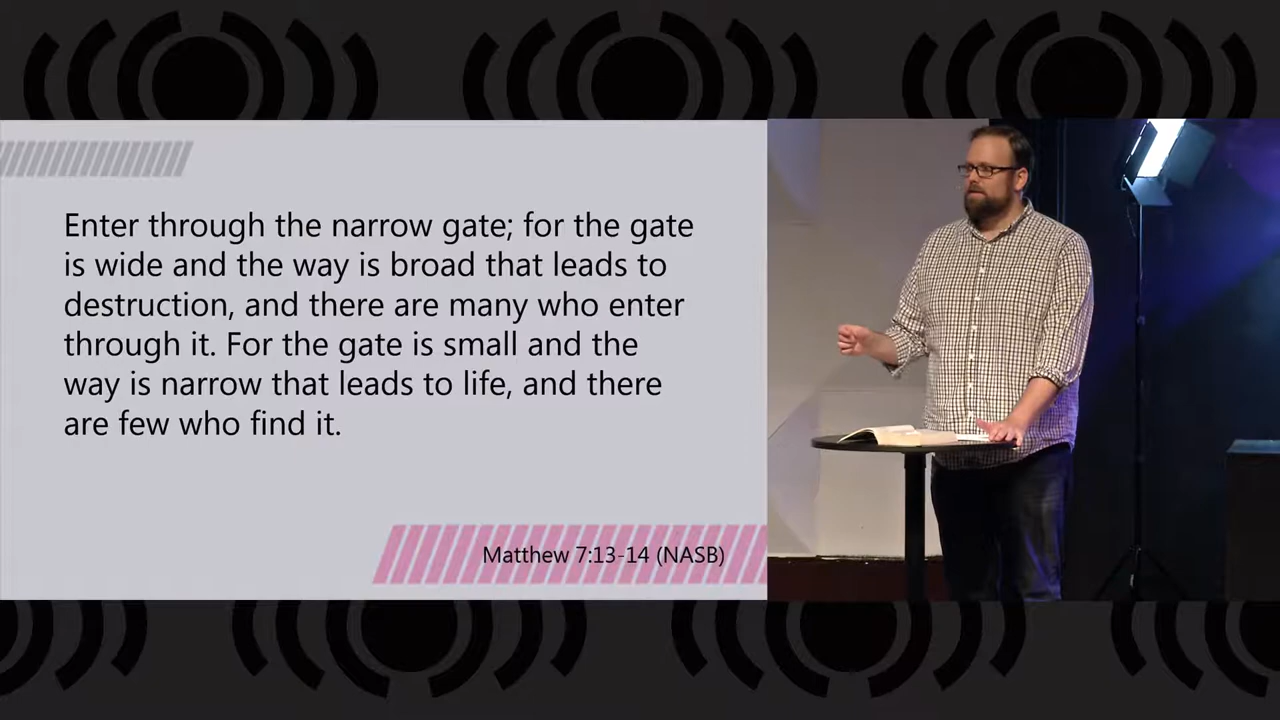 Enter through the narrow gate; for the gate
is wide and the way is broad that leads to
destruction, and there are many who enter
through it. For the gate is small and the
way is narrow that leads to life, and there
are few who find it.
Matthew 7:13-14 (NASB)